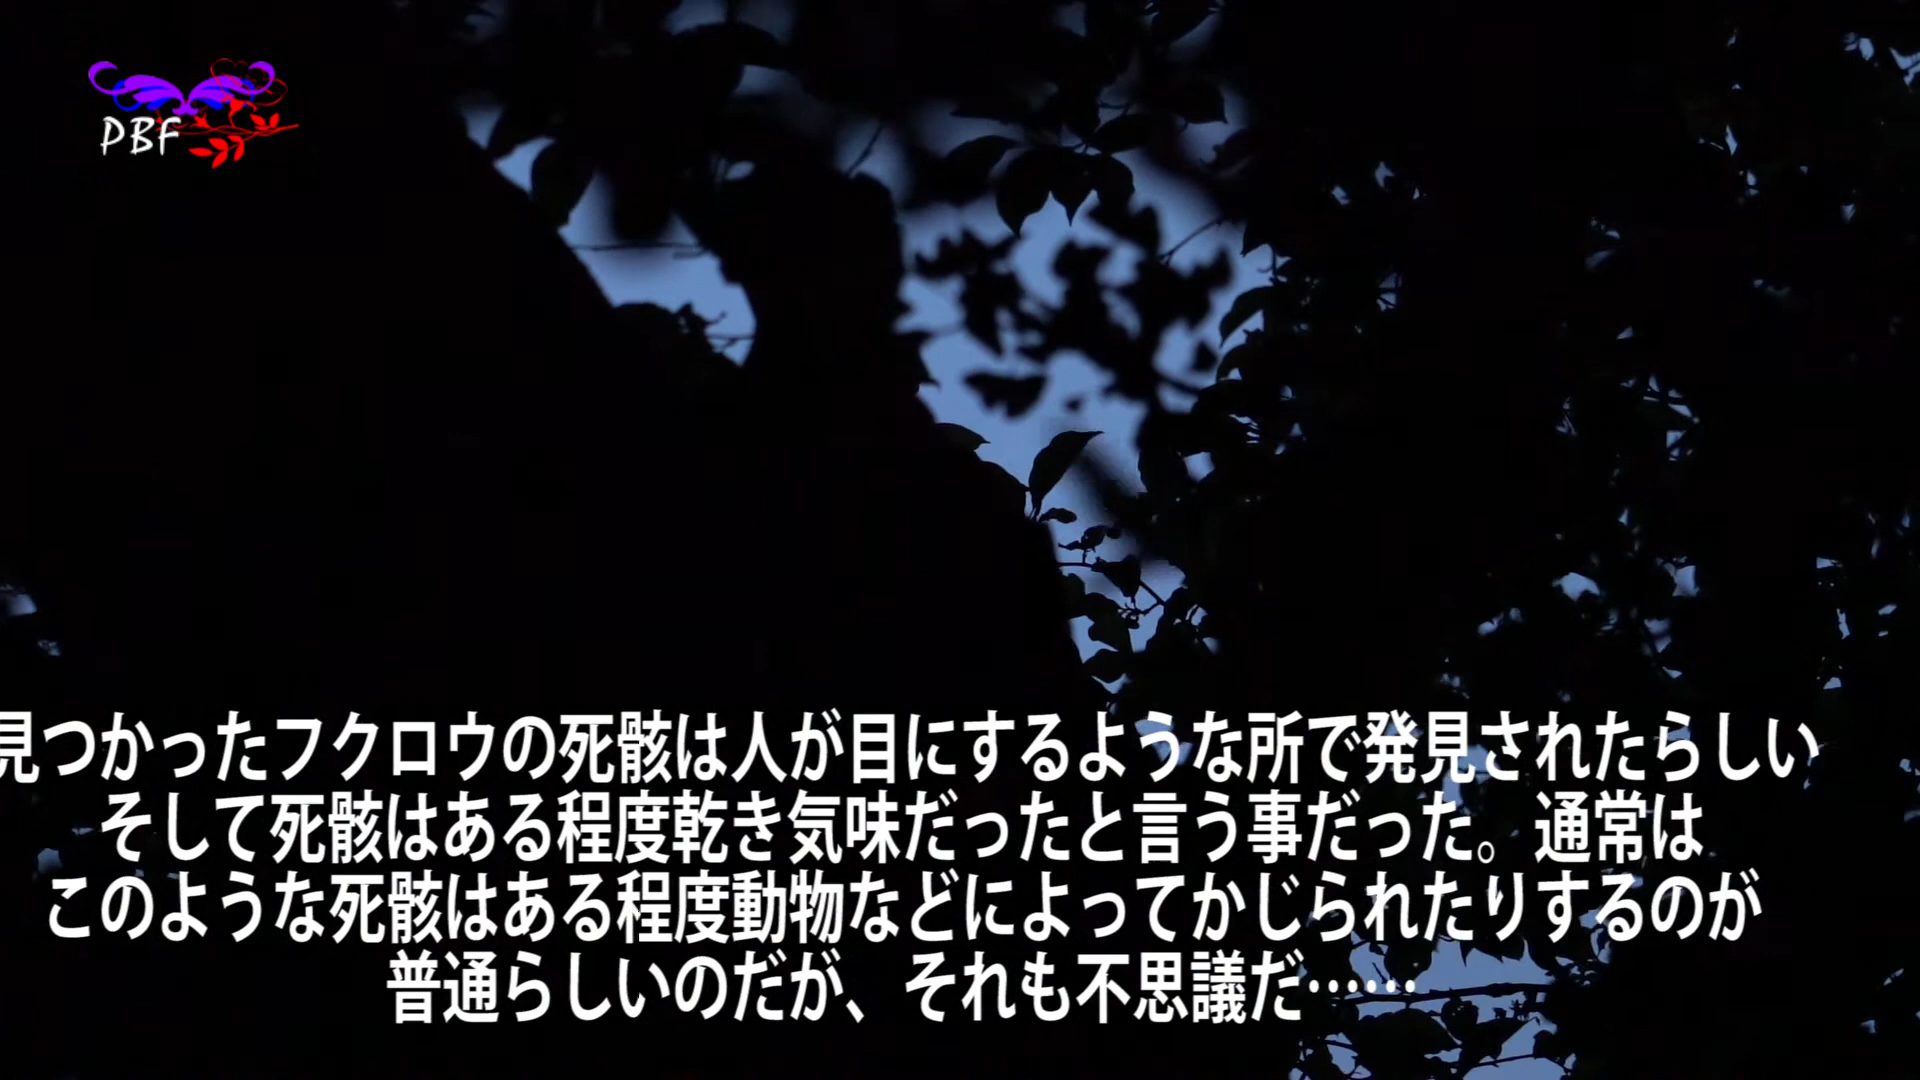 PBF
見つかったフクロウの死骸は人が目にするような所で発見されたらしい
そして死骸はある程度乾き気味だったと言う事だった。通常は
このような死骸はある程度動物などによってかじられたりするのが
普通らしいのだが、それも不思議だ……